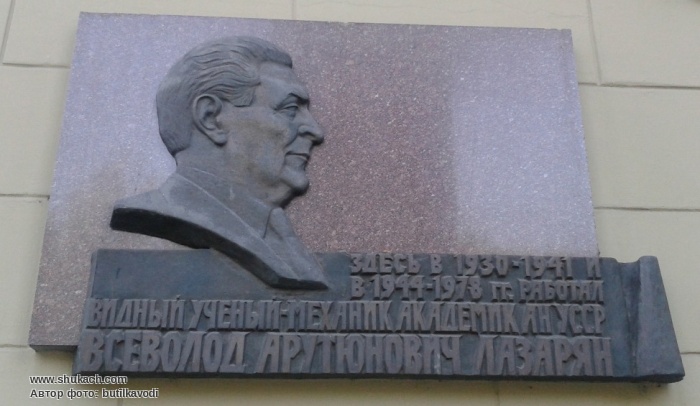 ЗДЕСЬ В 1930-1941 И
В 1944-1978 ГГ. РАБОТАЛ
ВИДНЫЙ УЧЕНЫЙ-МЕХАНИК АКАДЕМИК АН УССР
ВСЕВОЛОД АРУТЮНОВИЧ ЛАЗАРЯН
www.shukach.com
Автор фото: butilkavodi